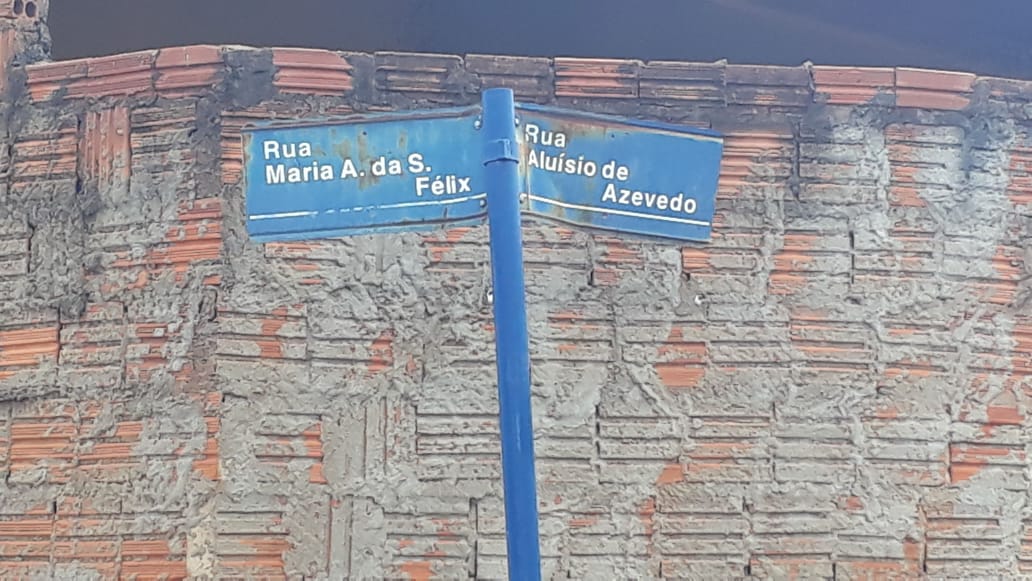 Rua
Maria A. da S.
Félix
Rua
Aluísio de
Azevedo